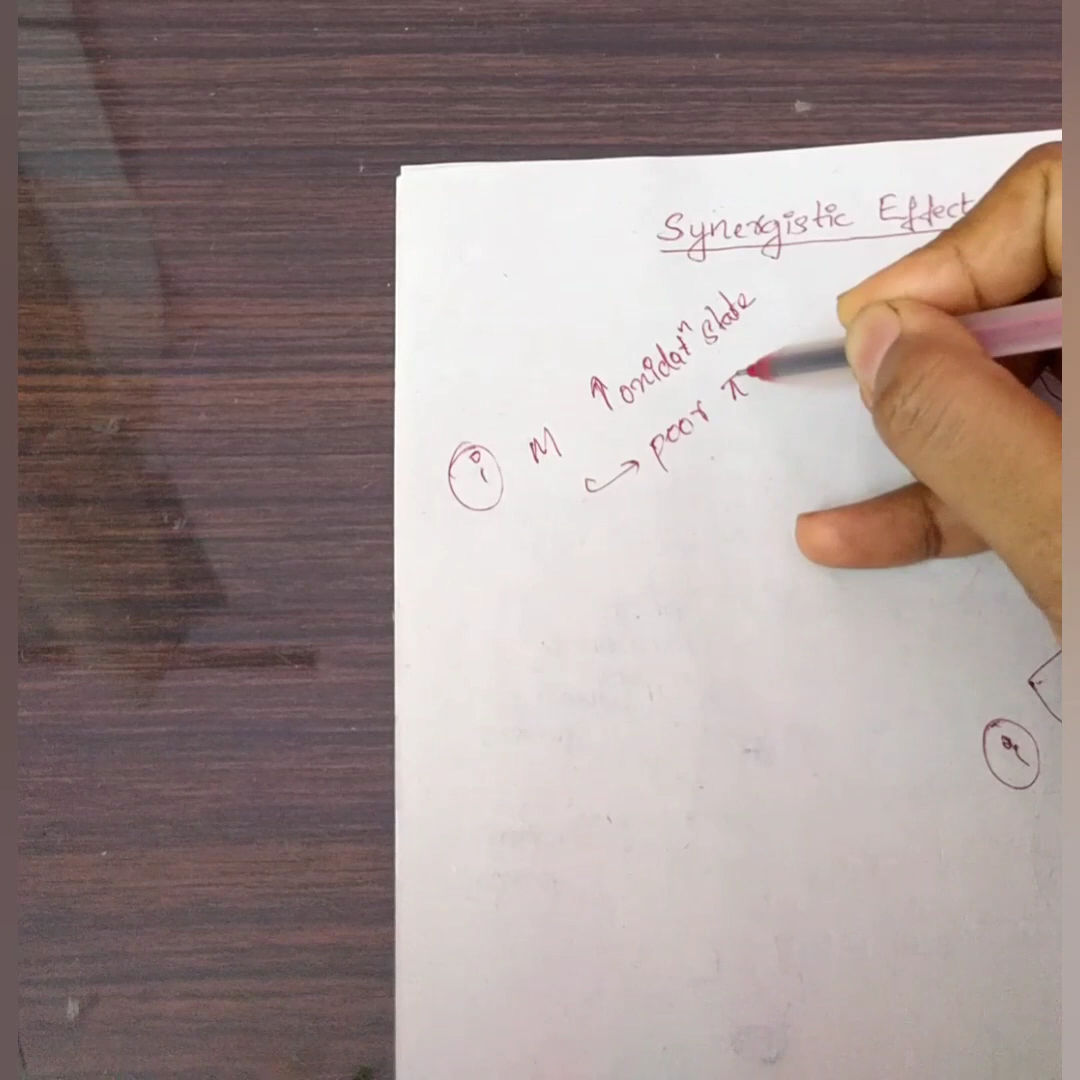 Synergistic Effect
(i) M ↑ oxidatⁿ state
↪ poor π